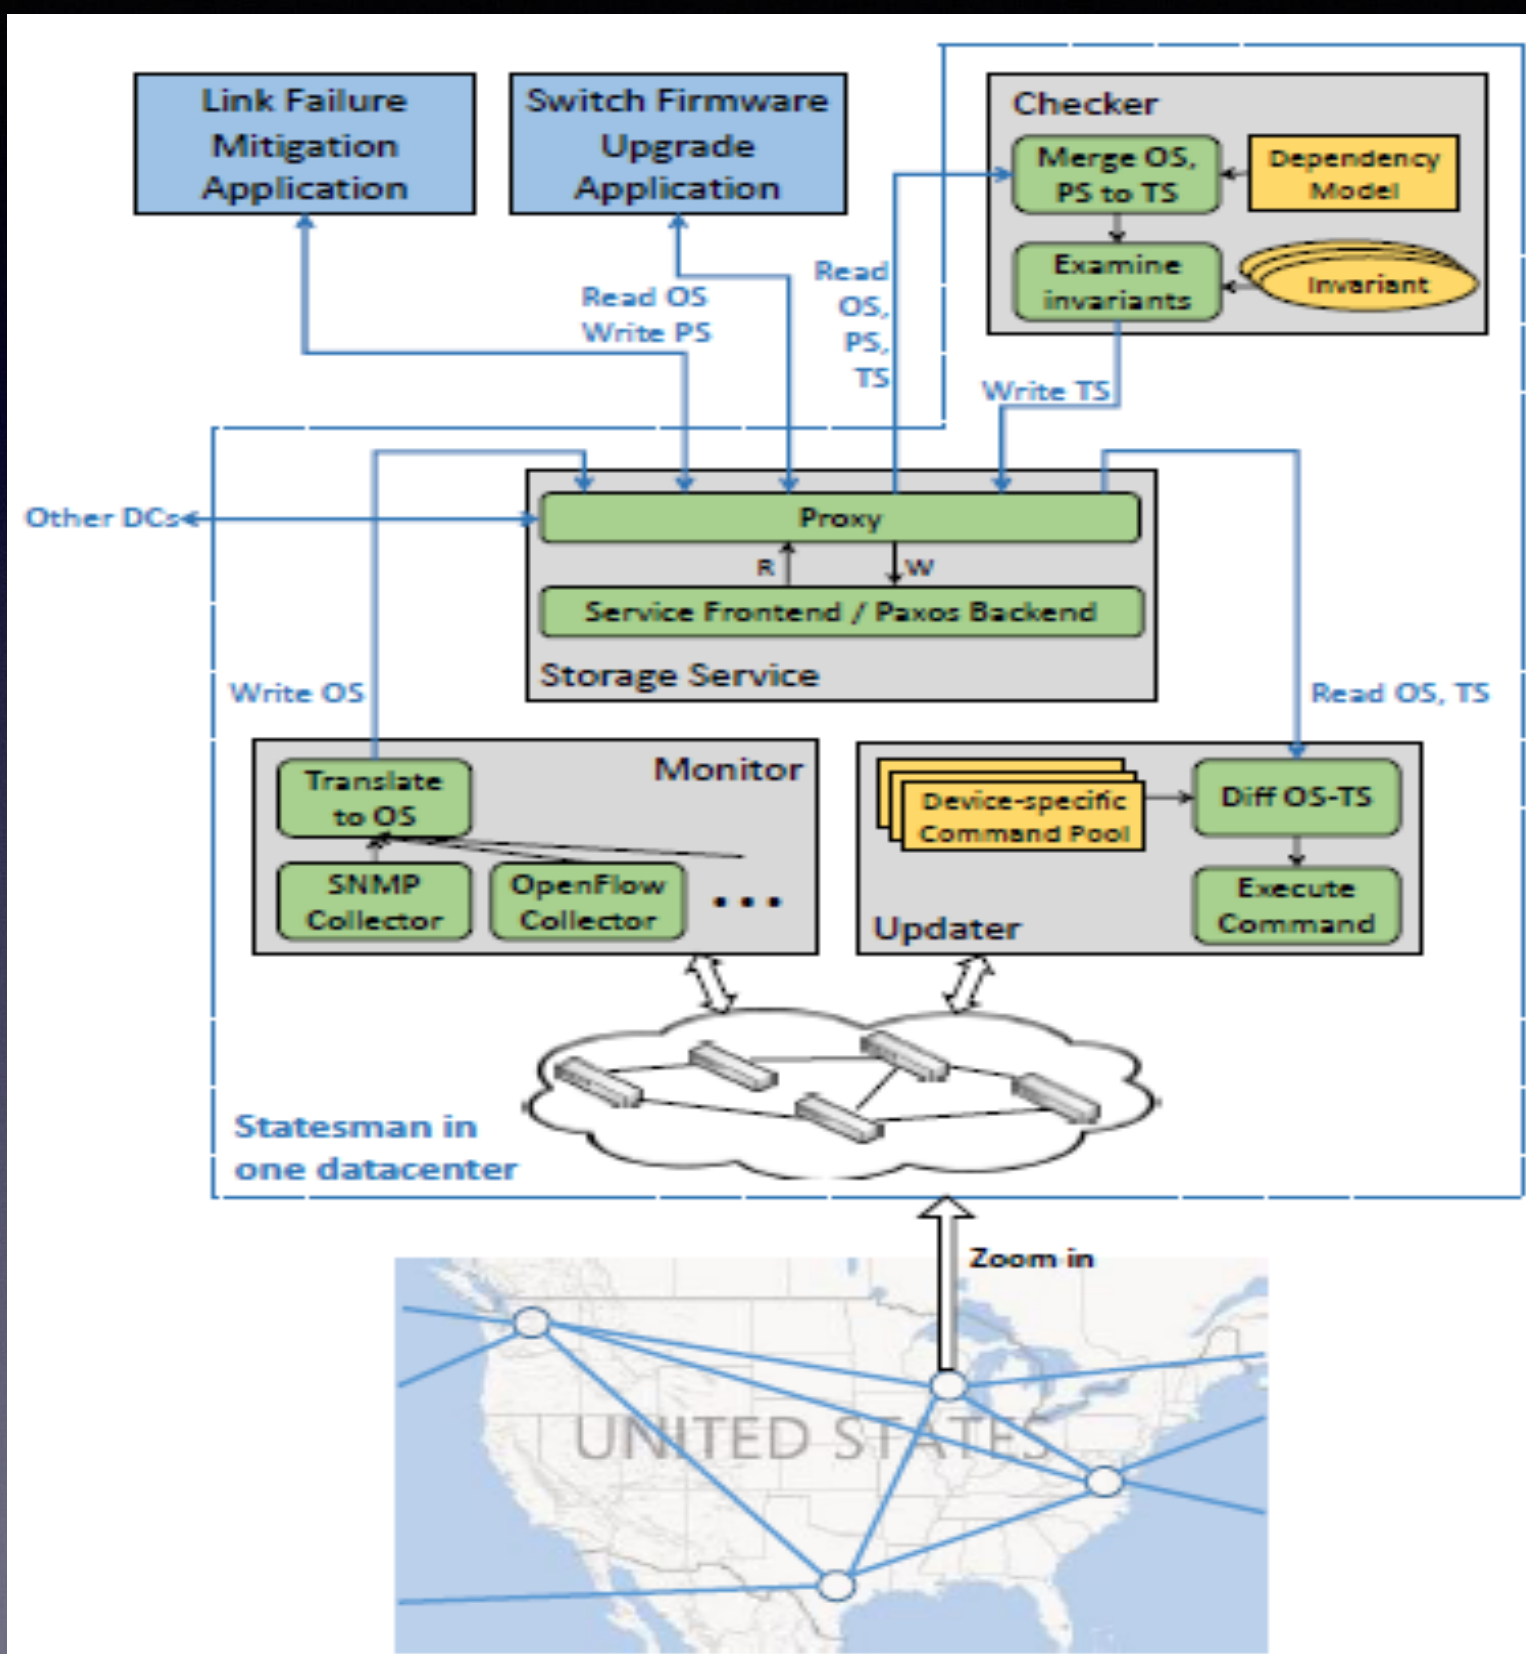 Link Failure
Mitigation
Application
Switch Firmware
Upgrade
Application
Checker
Merge OS,
PS to TS
Dependency
Model
Examine
invariants
Invariant
Read OS
Write PS
Read
OS,
PS,
TS
Write TS
Other DCs
Proxy
R
W
Service Frontend / Paxos Backend
Storage Service
Write OS
Read OS, TS
Monitor
Translate
to OS
SNMP
Collector
OpenFlow
Collector
...
Device-specific
Command Pool
Diff OS-TS
Execute
Command
Updater
Statesman in
one datacenter
Zoom in
UNITED STATES